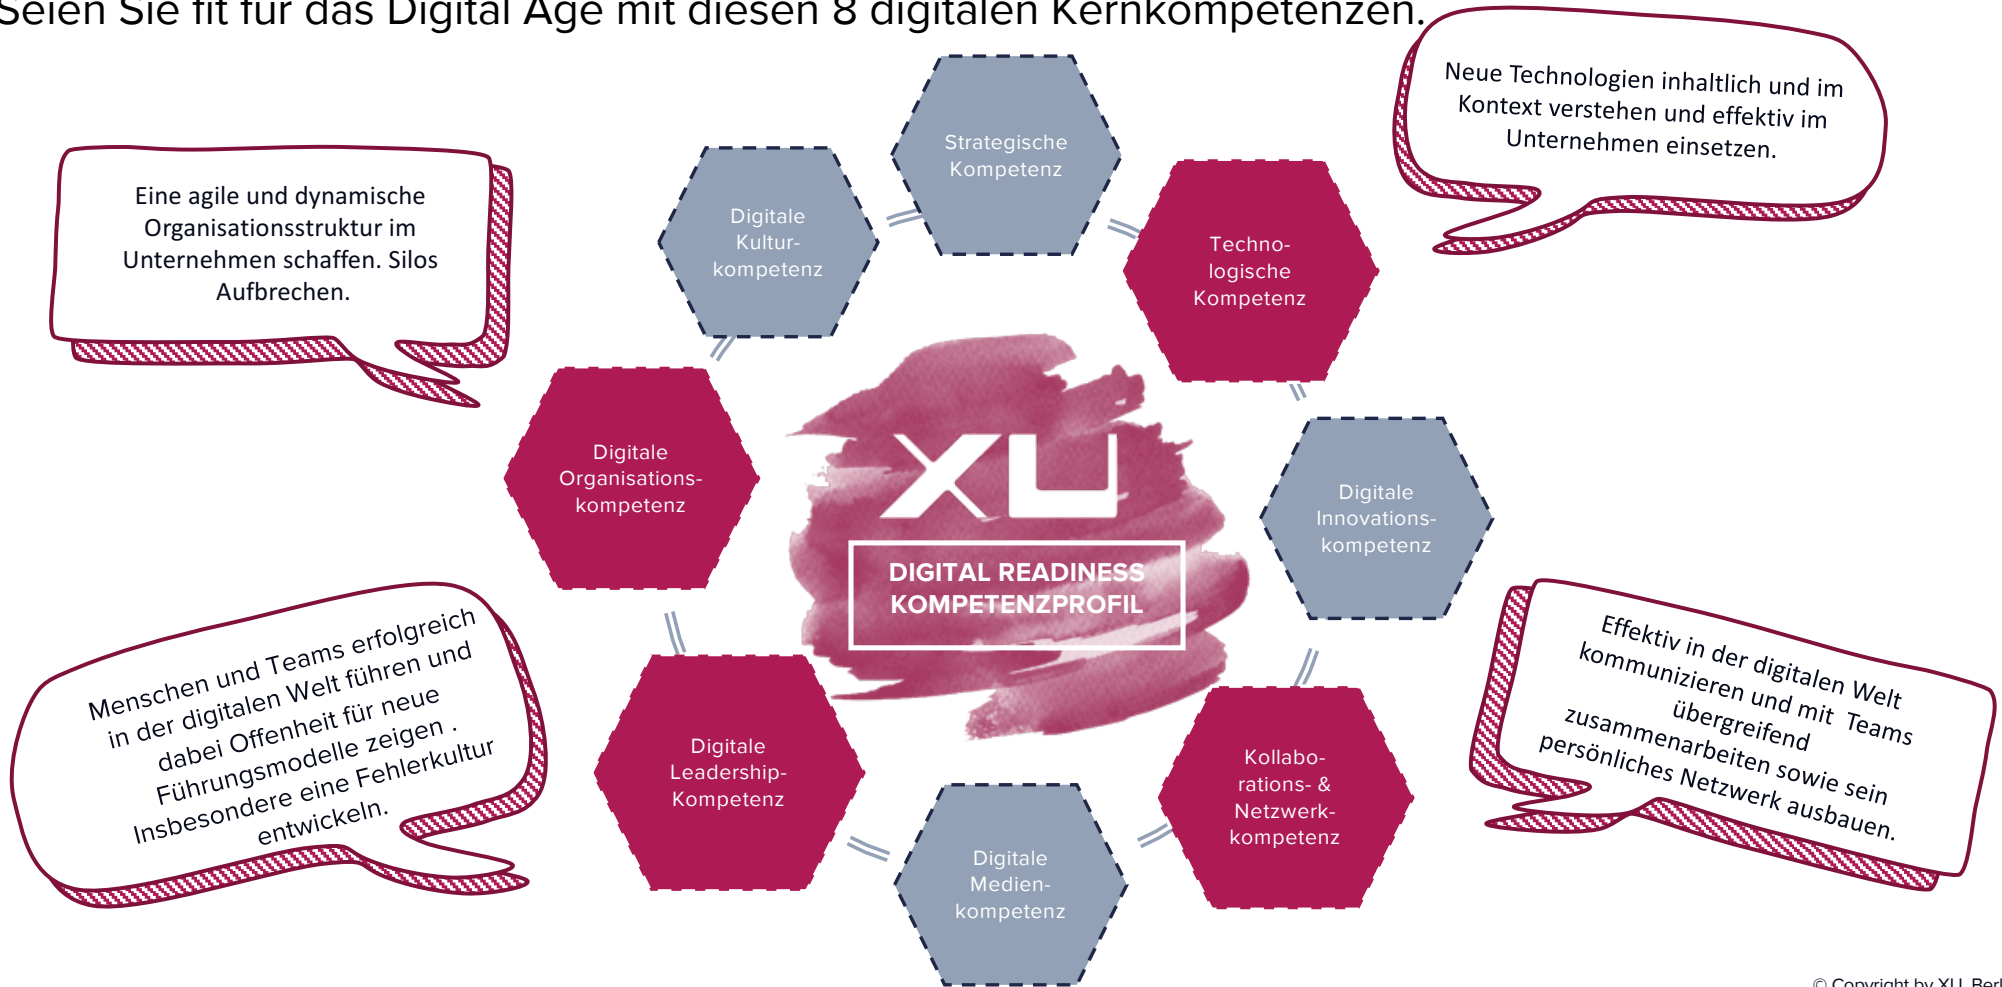 Seien Sie fit für das Digital Age mit diesen 8 digitalen Kernkompetenzen.
Neue Technologien inhaltlich und im
Kontext verstehen und effektiv im
Unternehmen einsetzen.
Strategische
Kompetenz
Eine agile und dynamische
Organisationsstruktur im
Unternehmen schaffen. Silos
Aufbrechen.
Digitale
Kultur-
kompetenz
Techno-
logische
Kompetenz
Digitale
Organisations-
kompetenz
XU
DIGITAL READINESS
KOMPETENZPROFIL
Digitale
Innovations-
kompetenz
Menschen und Teams erfolgreich
in der digitalen Welt führen und
dabei Offenheit für neue
Führungsmodelle zeigen .
Insbesondere eine Fehlerkultur
entwickeln.
Digitale
Leadership-
Kompetenz
Kollabo-
rations- &
Netzwerk-
kompetenz
Effektiv in der digitalen Welt
kommunizieren und mit  Teams
übergreifend
zusammenarbeiten sowie sein
persönliches Netzwerk ausbauen.
Digitale
Medien-
kompetenz
© Copyright by XU,